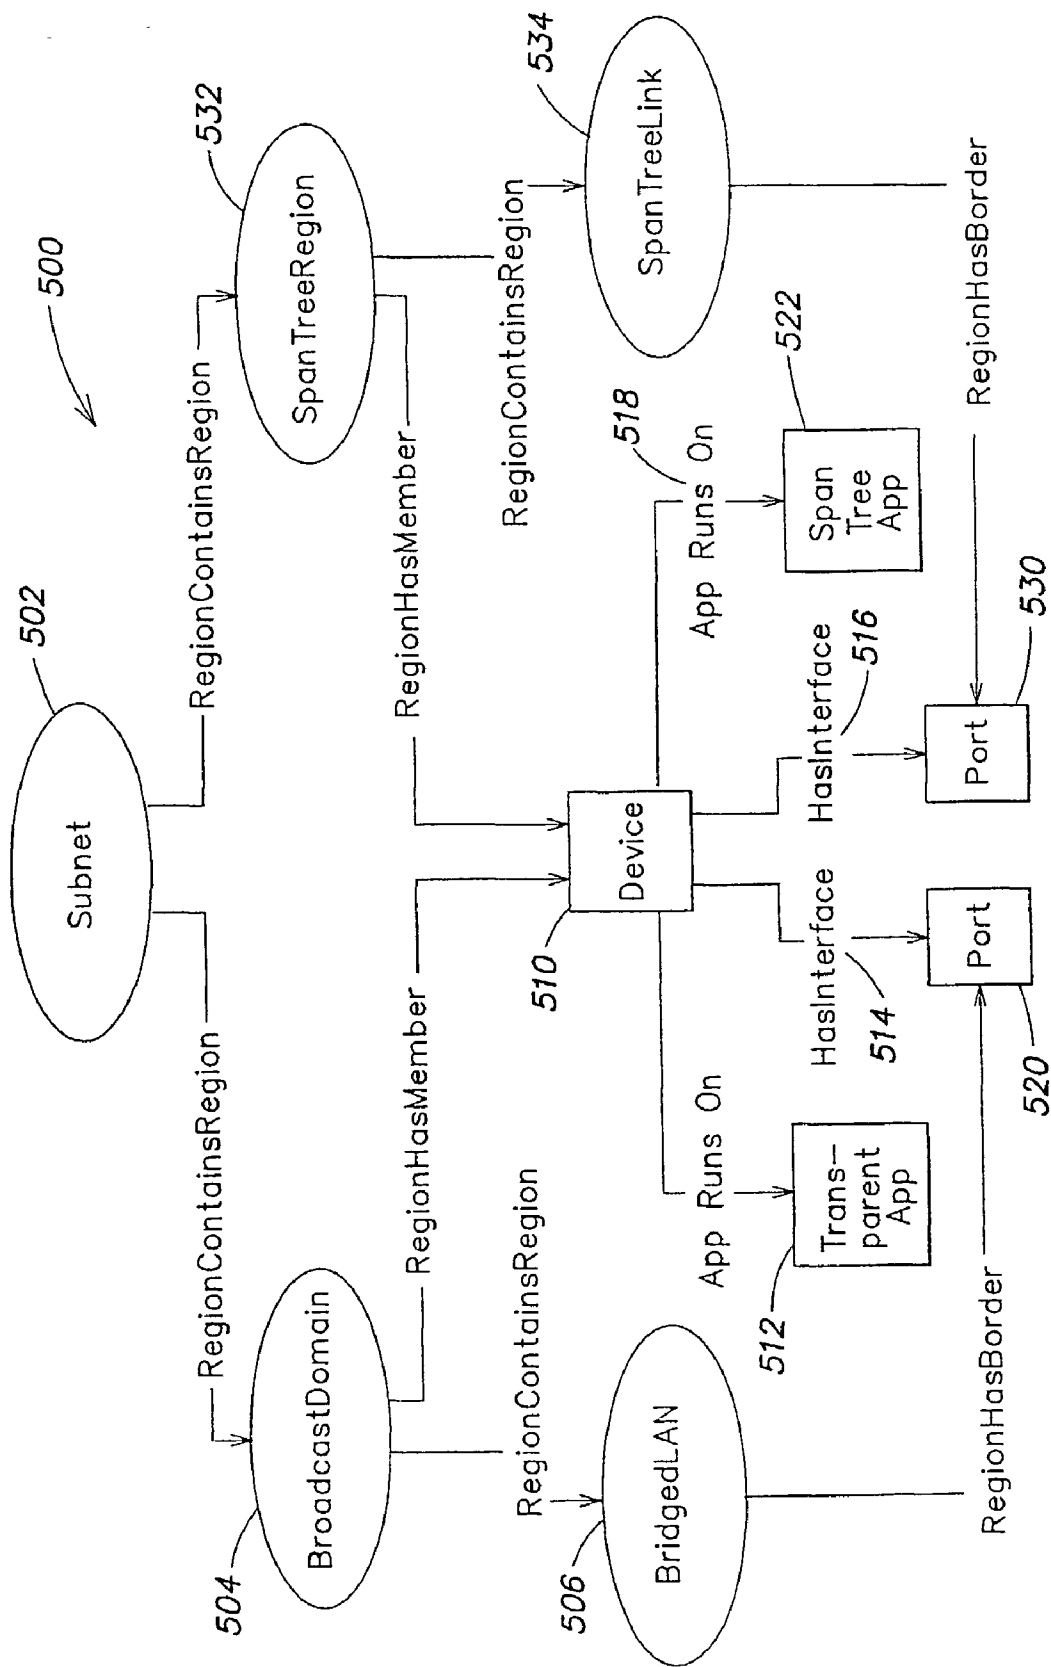 500
502
Subnet
RegionContainsRegion
RegionContainsRegion
504
BroadcastDomain
532
SpanTreeRegion
RegionHasMember
RegionHasMember
RegionContainsRegion
RegionContainsRegion
506
BridgedLAN
510
Device
534
SpanTreeLink
App Runs On
App Runs On
518
512
Trans-
parent
App
HasInterface
514
HasInterface
516
522
Span
Tree
App
520
Port
530
Port
RegionHasBorder
RegionHasBorder